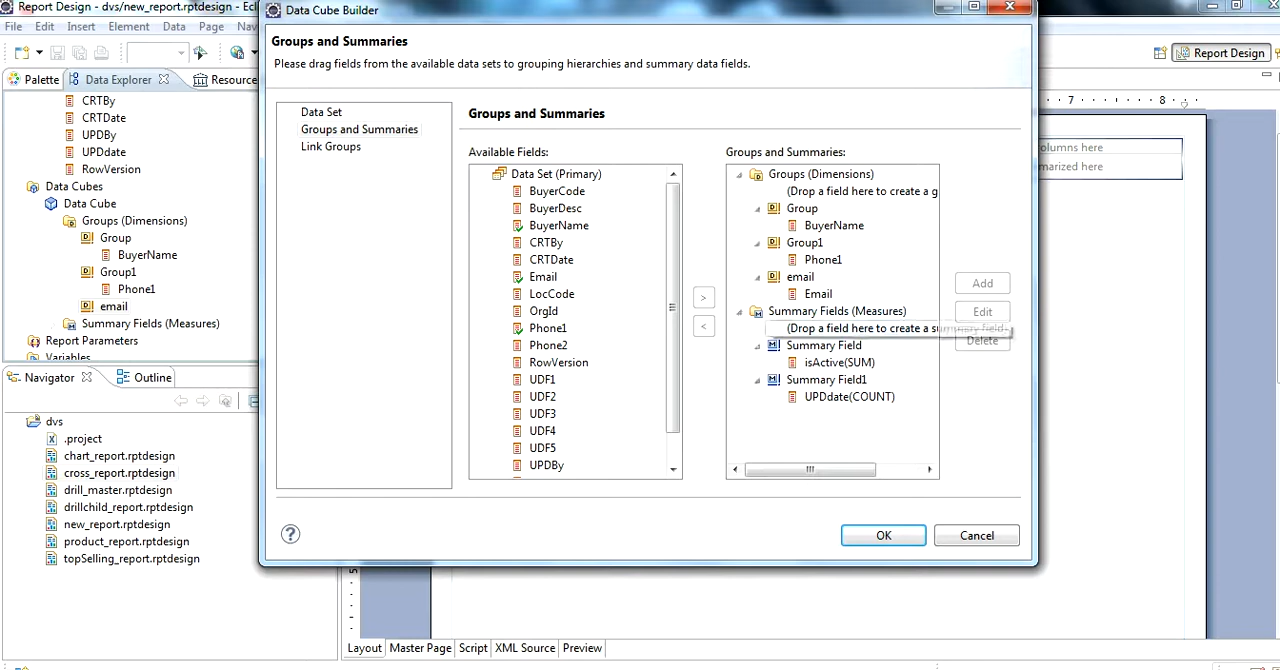 Report Design - dvs/new_report.rptdesign - Ecl
File Edit Insert Element Data Page Nav
Palette Data Explorer Resource
CRTBy
CRTDate
UPDBy
UPDdate
RowVersion
Data Cubes
Data Cube
Groups (Dimensions)
Group
BuyerName
Group1
Phone1
email
Summary Fields (Measures)
Report Parameters
Variables
Navigator Outline
dvs
.project
chart_report.rptdesign
cross_report.rptdesign
drill_master.rptdesign
drillchild_report.rptdesign
new_report.rptdesign
product_report.rptdesign
topSelling_report.rptdesign
Data Cube Builder
Groups and Summaries
Please drag fields from the available data sets to grouping hierarchies and summary data fields.
Data Set
Groups and Summaries
Link Groups
Groups and Summaries
Available Fields:
Data Set (Primary)
BuyerCode
BuyerDesc
BuyerName
CRTBy
CRTDate
Email
LocCode
OrgId
Phone1
Phone2
RowVersion
UDF1
UDF2
UDF3
UDF4
UDF5
UPDBy
>
<
Groups and Summaries:
Groups (Dimensions)
(Drop a field here to create a g
Group
BuyerName
Group1
Phone1
email
Email
Summary Fields (Measures)
(Drop a field here to create a summary field.
Summary Field
isActive(SUM)
Summary Field1
UPDdate(COUNT)
Add
Edit
Delete
?
OK Cancel
Report Design
7 8
olumns here
marized here
5
Layout Master Page Script XML Source Preview